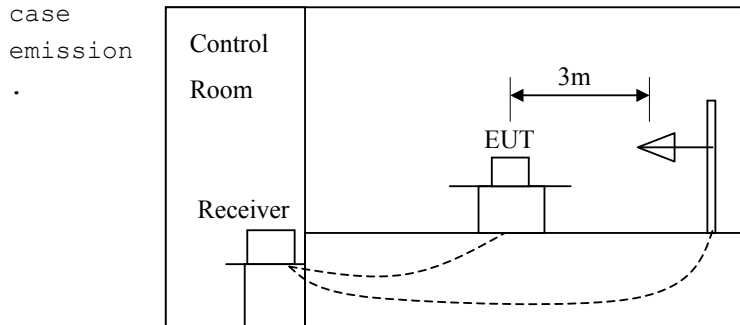 case
emission
.
Control
Room
3m
EUT
Receiver